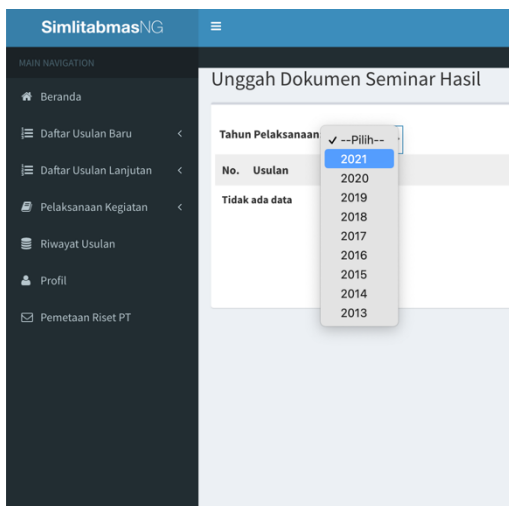 SimlitabmasNG
MAIN NAVIGATION
Beranda
Daftar Usulan Baru
Daftar Usulan Lanjutan
Pelaksanaan Kegiatan
Riwayat Usulan
Profil
Pemetaan Riset PT
Unggah Dokumen Seminar Hasil
Tahun Pelaksanaan
✓ --Pilih--
2021
2020
2019
2018
2017
2016
2015
2014
2013
No. Usulan
Tidak ada data